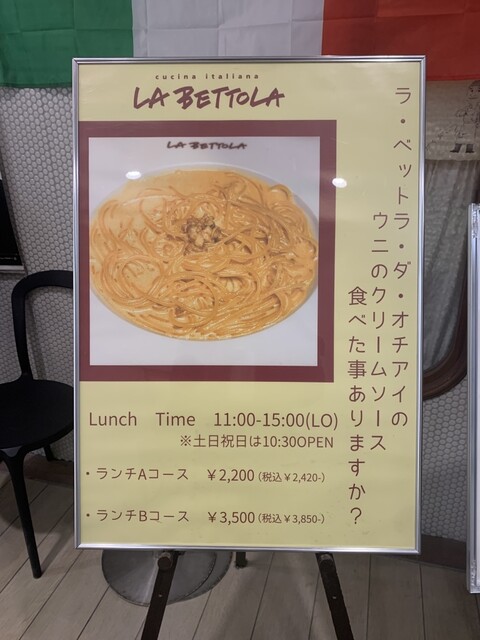 cucina italiana
LA BETTOLA
LA BETTOLA
ラ・ベットラ・ダ・オチアイの
ウニのクリームソース
食べた事ありますか？
Lunch Time 11:00-15:00(LO)
※土日祝日は10:30OPEN
・ランチAコース ￥2,200（税込￥2,420-）
・ランチBコース ￥3,500（税込￥3,850-）